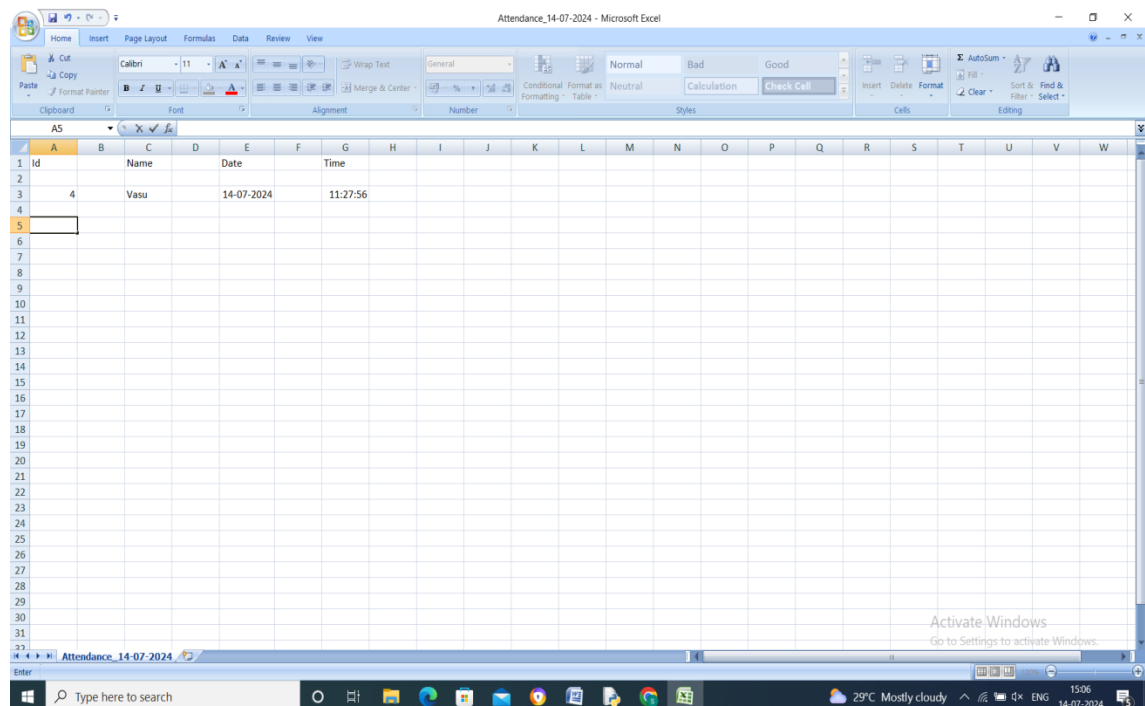 Attendance_14-07-2024 - Microsoft Excel
Home Insert Page Layout Formulas Data Review View
Paste
Cut
Copy
Format Painter
Clipboard
Calibri 11 A A
B I U A
Font
Wrap Text
Merge & Center
Alignment
General
%
Number
Conditional Formatting
Format as Table
Normal Bad Good
Neutral Calculation Check Cell
Styles
Insert Delete Format
Cells
Σ AutoSum
Fill
Clear
Sort & Filter
Find & Select
Editing
A5 fx
A B C D E F G H I J K L M N O P Q R S T U V W
1 Id Name Date Time
2
3 4 Vasu 14-07-2024 11:27:56
4
5
6
7
8
9
10
11
12
13
14
15
16
17
18
19
20
21
22
23
24
25
26
27
28
29
30
31
32
Activate Windows
Go to Settings to activate Windows.
Attendance_14-07-2024
Enter
Type here to search
29°C Mostly cloudy ENG
15:06
14-07-2024